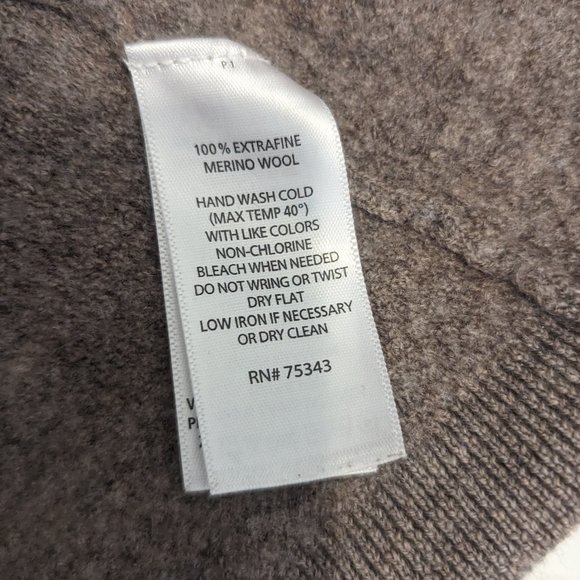 100% EXTRAFINE
MERINO WOOL
HAND WASH COLD
(MAX TEMP 40°)
WITH LIKE COLORS
NON-CHLORINE
BLEACH WHEN NEEDED
DO NOT WRING OR TWIST
DRY FLAT
LOW IRON IF NECESSARY
OR DRY CLEAN
RN# 75343